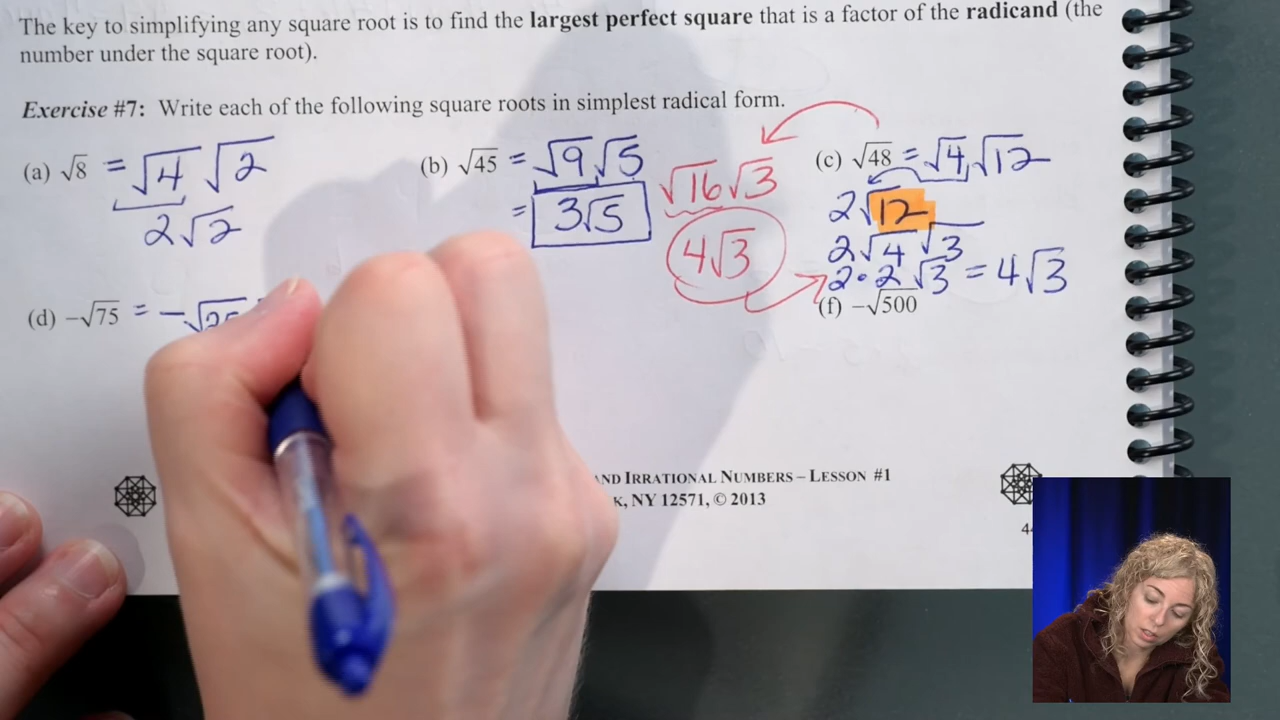 The key to simplifying any square root is to find the largest perfect square that is a factor of the radicand (the
number under the square root).
Exercise #7: Write each of the following square roots in simplest radical form.
(a) √8 = √4 √2
2√2
(b) √45 = √9√5
= 3√5
√16√3
4√3
(c) √48 = √4√12
2√12
2√4 √3
2·2 √3 = 4√3
(d) −√75 = −√25
(f) −√500
AND IRRATIONAL NUMBERS – LESSON #1
K, NY 12571, © 2013